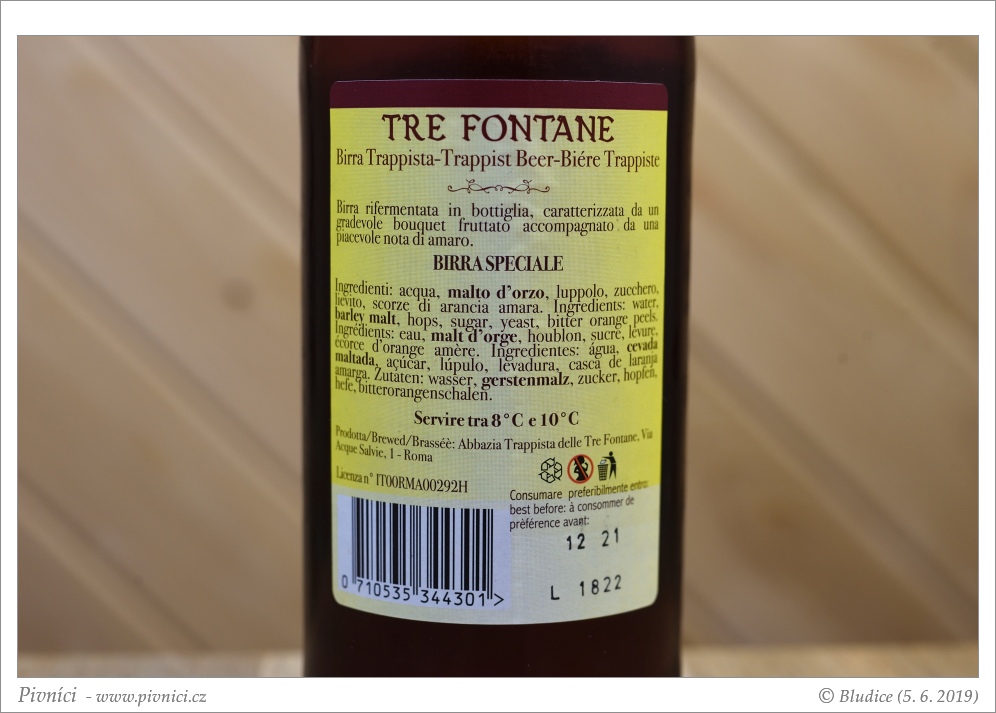 TRE FONTANE
Birra Trappista-Trappist Beer-Biére Trappiste
Birra rifermentata in bottiglia, caratterizzata da un
gradevole bouquet fruttato accompagnato da una
piacevole nota di amaro.
BIRRA SPECIALE
Ingredienti: acqua, malto d'orzo, luppolo, zucchero,
lievito, scorze di arancia amara. Ingredients: water,
barley malt, hops, sugar, yeast, bitter orange peels.
Ingrédients: eau, malt d'orge, houblon, sucre, levure,
écorce d'orange amère. Ingredientes: água, cevada
maltada, açúcar, lúpulo, levadura, casca de laranja
amarga. Zutaten: wasser, gerstenmalz, zucker, hopfen,
hefe, bitterorangenschalen.
Servire tra 8°C e 10°C
Prodotta/Brewed/Brasséè: Abbazia Trappista delle Tre Fontane, Via
Acque Salvie, 1 - Roma
Licenza n° IT00RMA00292H
Consumare preferibilmente entro:
best before: à consommer de
prèférence avant:
12 21
L 1822
0 710535 344301 >
Pivníci - www.pivnici.cz
© Bludice (5. 6. 2019)